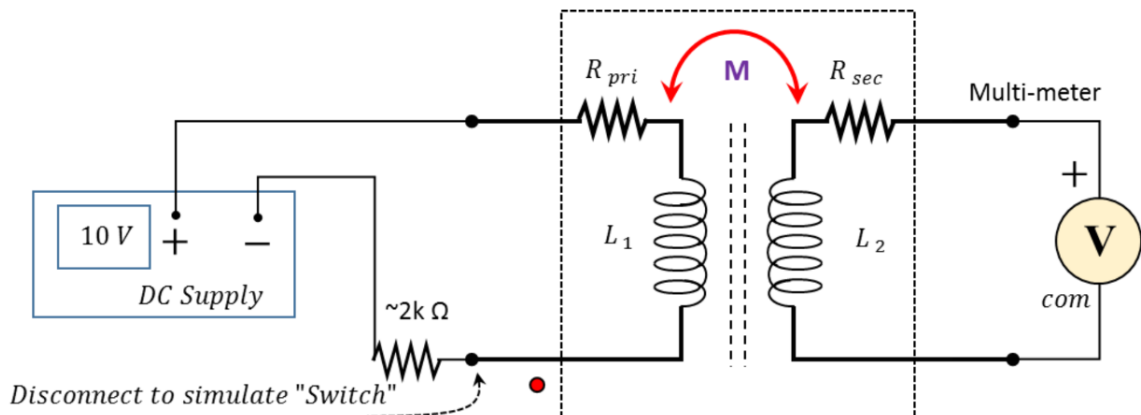 M
R pri
R sec
Multi-meter
10 V
+
−
+
V
L 1
L 2
DC Supply
com
~2k Ω
Disconnect to simulate "Switch"